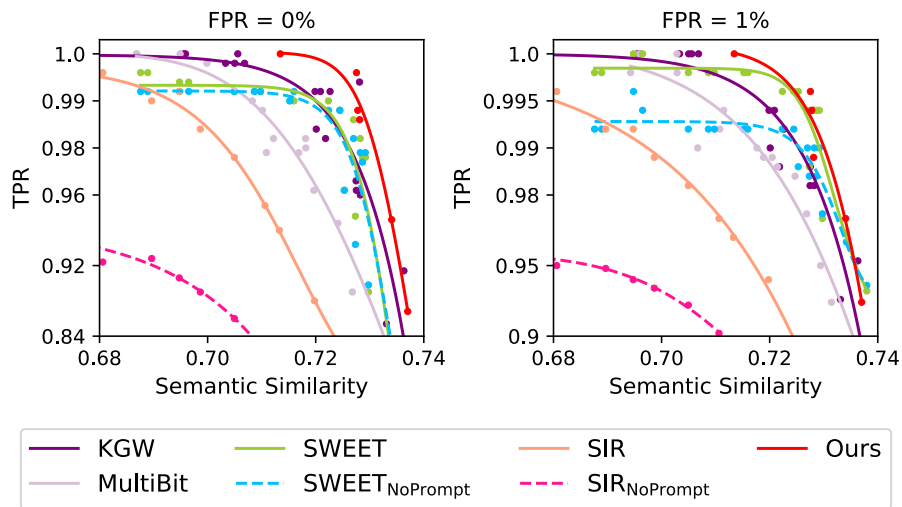 FPR = 0%
FPR = 1%
1.0
0.99
0.98
0.96
0.92
0.84
TPR
0.68 0.70 0.72 0.74
Semantic Similarity
1.0
0.995
0.99
0.98
0.95
0.9
TPR
0.68 0.70 0.72 0.74
Semantic Similarity
KGW SWEET SIR Ours
MultiBit SWEET_NoPrompt SIR_NoPrompt